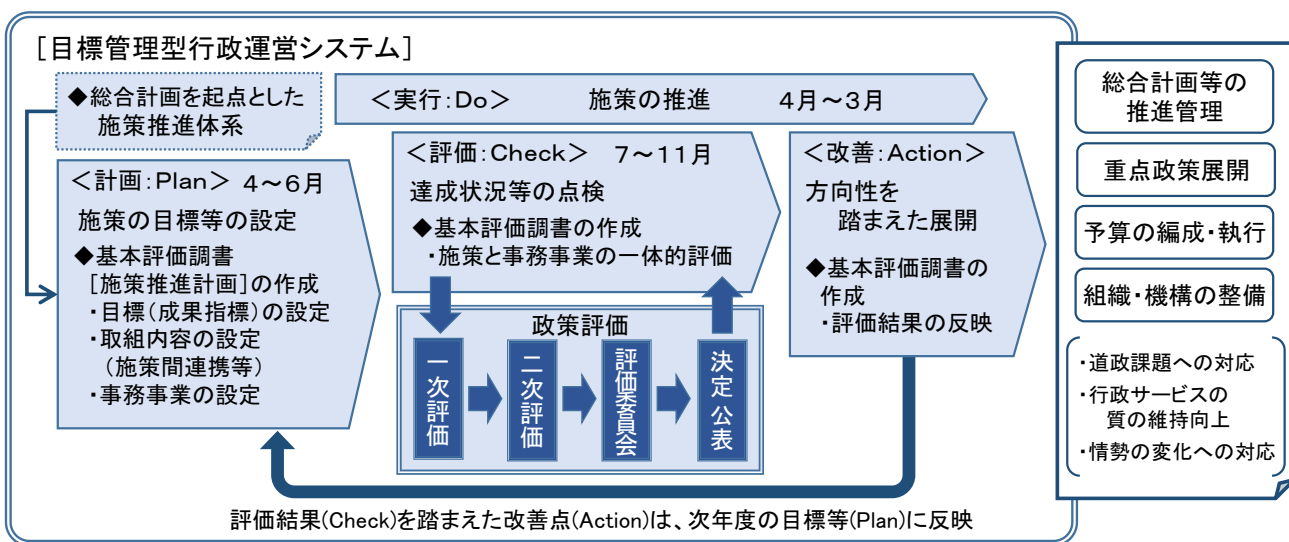 [目標管理型行政運営システム]
◆総合計画を起点とした
施策推進体系
＜実行：Do＞ 施策の推進 4月～3月
＜計画：Plan＞ 4～6月
施策の目標等の設定
◆基本評価調書
[施策推進計画]の作成
・目標(成果指標)の設定
・取組内容の設定
(施策間連携等)
・事務事業の設定
＜評価：Check＞ 7～11月
達成状況等の点検
◆基本評価調書の作成
・施策と事務事業の一体的評価
政策評価
一次評価
二次評価
評価委員会
決定 公表
＜改善：Action＞
方向性を
踏まえた展開
◆基本評価調書の
作成
・評価結果の反映
評価結果(Check)を踏まえた改善点(Action)は、次年度の目標等(Plan)に反映
総合計画等の
推進管理
重点政策展開
予算の編成・執行
組織・機構の整備
・道政課題への対応
・行政サービスの
質の維持向上
・情勢の変化への対応